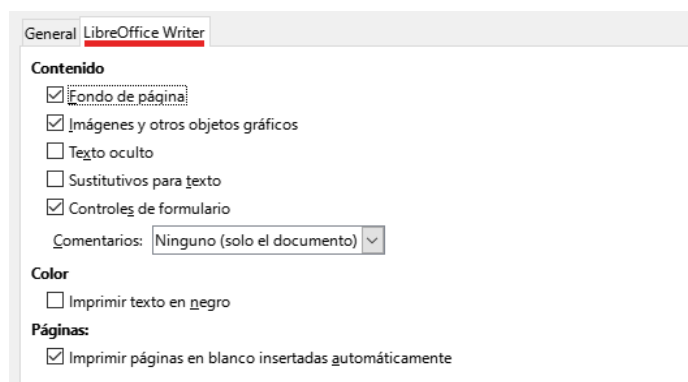 General LibreOffice Writer
Contenido
Fondo de página
Imágenes y otros objetos gráficos
Texto oculto
Sustitutivos para texto
Controles de formulario
Comentarios: Ninguno (solo el documento)
Color
Imprimir texto en negro
Páginas:
Imprimir páginas en blanco insertadas automáticamente